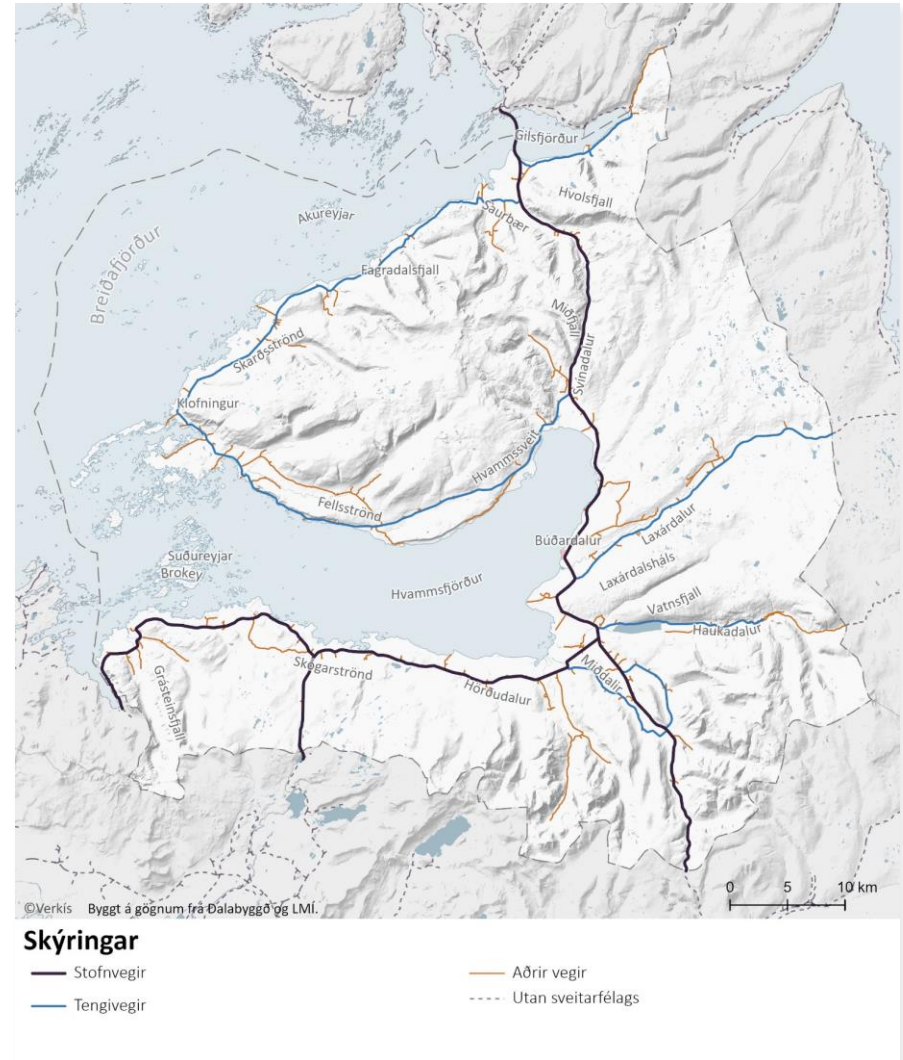 Gilsfjörður
Hvolsfjall
Akureyjar
Saurbær
Breiðafjörður
Fagradalsfjall
Miðfjall
Svínadalur
Skarðsströnd
Klofningur
Hvammssveit
Fellsströnd
Búðardalur
Laxárdalur
Suðureyjar
Brokey
Laxárdalsháls
Hvammsfjörður
Vatnsfjall
Haukadalur
Skógarströnd
Miðdalir
Grásteinsfjall
Hörðudalur
0 5 10 km
©Verkís Byggt á gögnum frá Dalabyggð og LMÍ.
Skýringar
Stofnvegir
Aðrir vegir
Tengivegir
Utan sveitarfélags